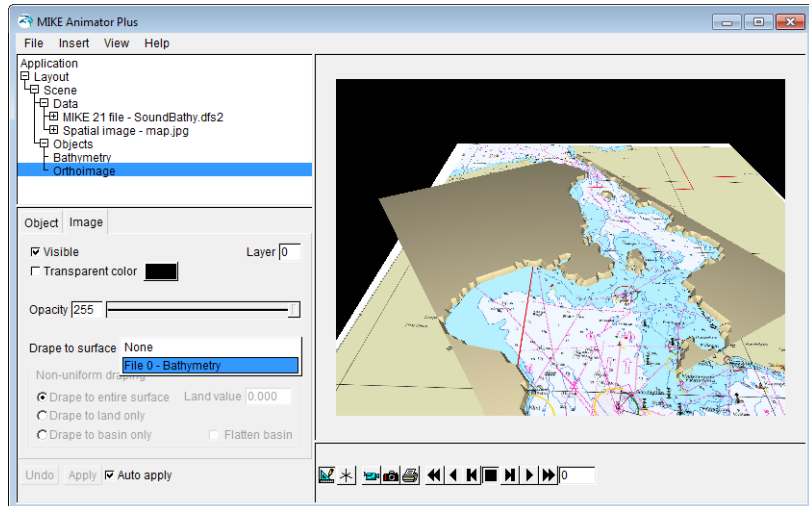 MIKE Animator Plus
File Insert View Help
Application
Layout
Scene
Data
MIKE 21 file - SoundBathy.dfs2
Spatial image - map.jpg
Objects
Bathymetry
Orthoimage
Object Image
Visible Layer 0
Transparent color
Opacity 255
Drape to surface None
File 0 - Bathymetry
Non-uniform draping
Drape to entire surface Land value 0.000
Drape to land only
Drape to basin only Flatten basin
Undo Apply Auto apply
0